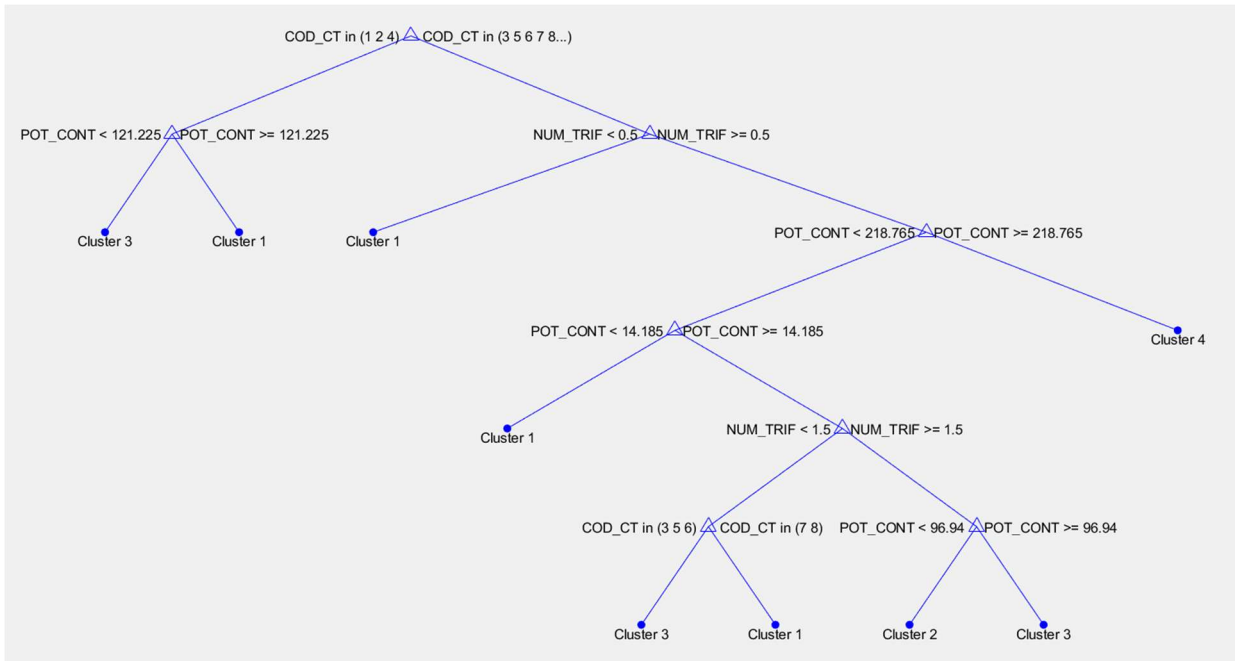 COD_CT in (1 2 4) COD_CT in (3 5 6 7 8...)
POT_CONT < 121.225 POT_CONT >= 121.225 NUM_TRIF < 0.5 NUM_TRIF >= 0.5
Cluster 3 Cluster 1 Cluster 1 POT_CONT < 218.765 POT_CONT >= 218.765
POT_CONT < 14.185 POT_CONT >= 14.185 Cluster 4
Cluster 1 NUM_TRIF < 1.5 NUM_TRIF >= 1.5
COD_CT in (3 5 6) COD_CT in (7 8) POT_CONT < 96.94 POT_CONT >= 96.94
Cluster 3 Cluster 1 Cluster 2 Cluster 3